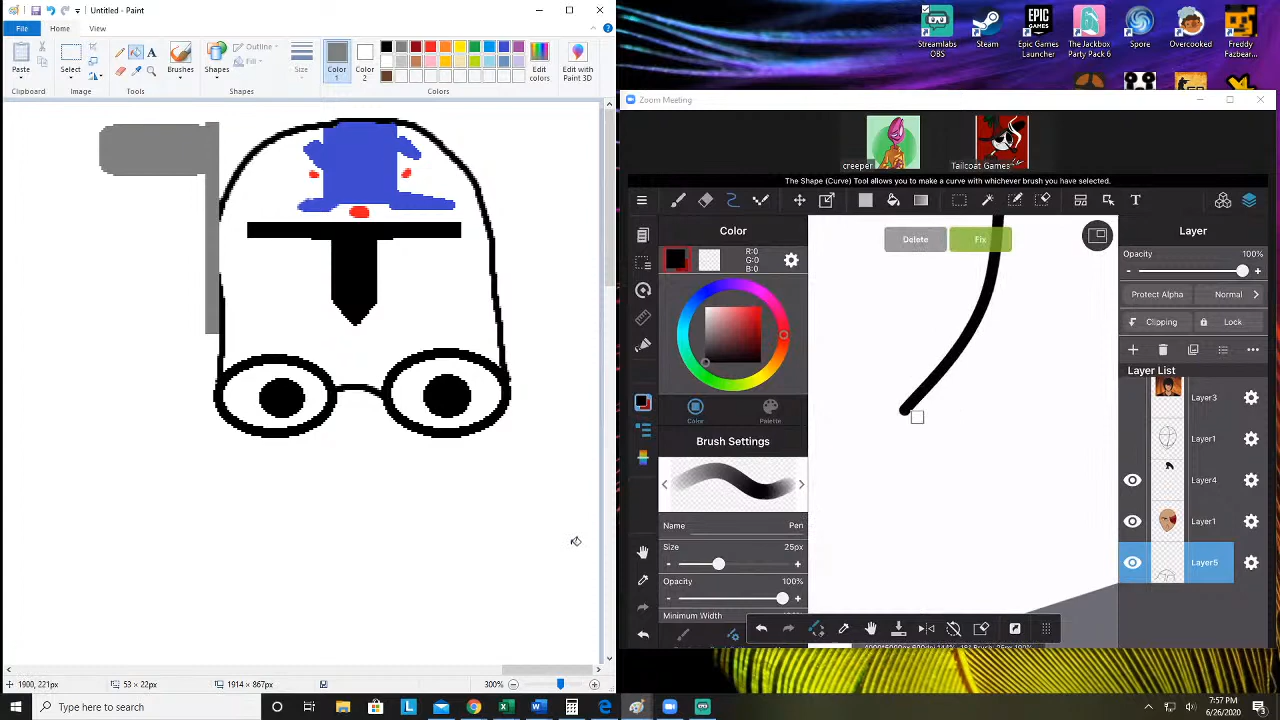 Untitled - Paint
File
Home
View
Paste
Select
Brushes
Shapes
Outline
Fill
Size
Color 1
Color 2
Edit colors
Edit with Paint 3D
Clipboard
Image
Tools
Shapes
Colors
1900, 221px
53 × 22px
1914 × 867px
300%
Streamlabs OBS
Steam
Epic Games Launcher
The Jackbox Party Pack 6
Spore
Overcooked
Freddy Fazbear...
Zoom Meeting
creeper
Tailcoat Games
The Shape (Curve) Tool allows you to make a curve with whichever brush you have selected.
Color
R:0
G:0
B:0
Color
Palette
Brush Settings
Name
Pen
Size
25px
Opacity
100%
Minimum Width
Delete
Fix
Layer
Opacity
100%
Protect Alpha
Normal
Clipping
Lock
Layer List
Layer3
Layer1
Layer4
Layer1
Layer5
Type here to search
7:57 PM
6/26/2020